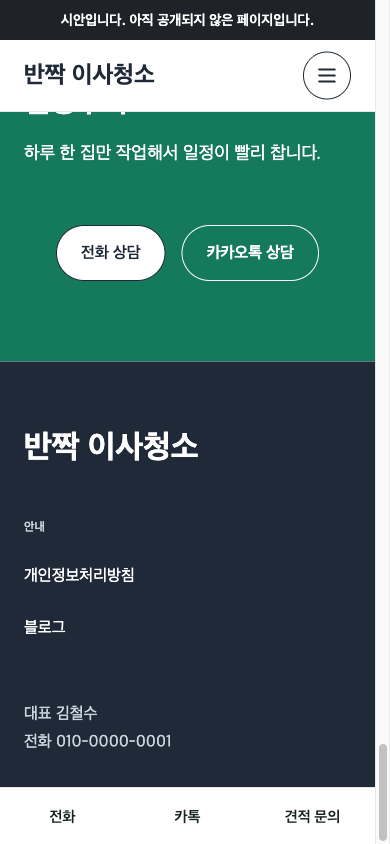 시안입니다. 아직 공개되지 않은 페이지입니다.
반짝 이사청소
하루 한 집만 작업해서 일정이 빨리 찹니다.
전화 상담
카카오톡 상담
반짝 이사청소
안내
개인정보처리방침
블로그
대표 김철수
전화 010-0000-0001
전화
카톡
견적 문의